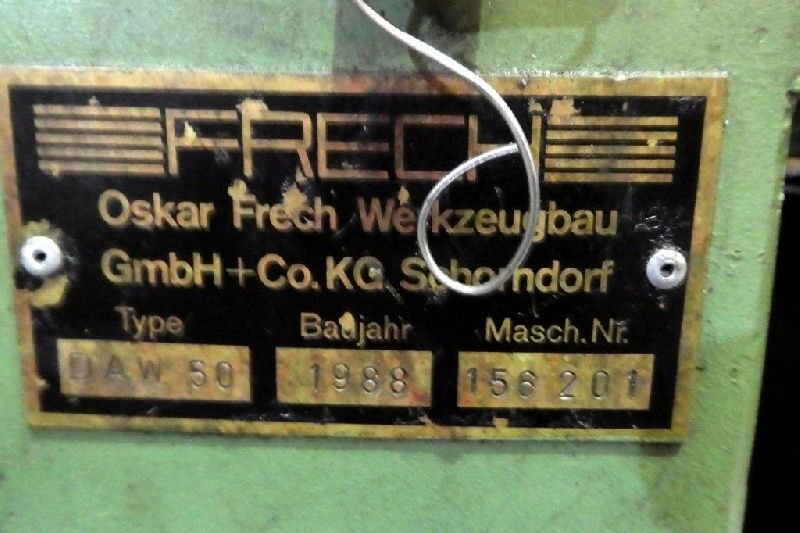 FRECH
Oskar Frech Werkzeugbau
GmbH+Co.KG Schorndorf
Type Baujahr Masch.Nr.
DAW 50 1988 156 201